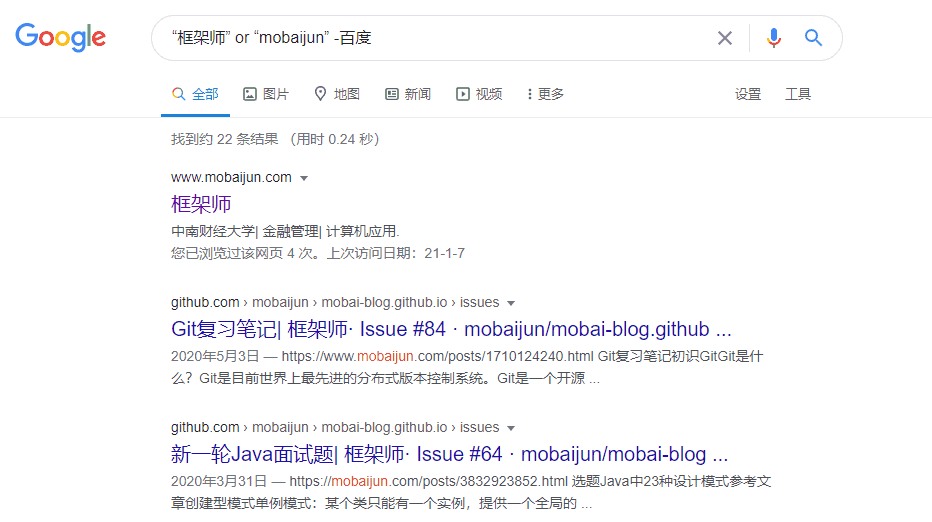 Google
“框架师” or “mobaijun” -百度
全部 图片 地图 新闻 视频 更多 设置 工具
找到约 22 条结果 （用时 0.24 秒）
www.mobaijun.com
框架师
中南财经大学| 金融管理| 计算机应用.
您已浏览过该网页 4 次。上次访问日期：21-1-7
github.com › mobaijun › mobai-blog.github.io › issues
Git复习笔记| 框架师· Issue #84 · mobaijun/mobai-blog.github ...
2020年5月3日 — https://www.mobaijun.com/posts/1710124240.html Git复习笔记初识GitGit是什
么？Git是目前世界上最先进的分布式版本控制系统。Git是一个开源 ...
github.com › mobaijun › mobai-blog.github.io › issues
新一轮Java面试题| 框架师· Issue #64 · mobaijun/mobai-blog ...
2020年3月31日 — https://mobaijun.com/posts/3832923852.html 选题Java中23种设计模式参考文
章创建型模式单例模式：某个类只能有一个实例，提供一个全局的 ...